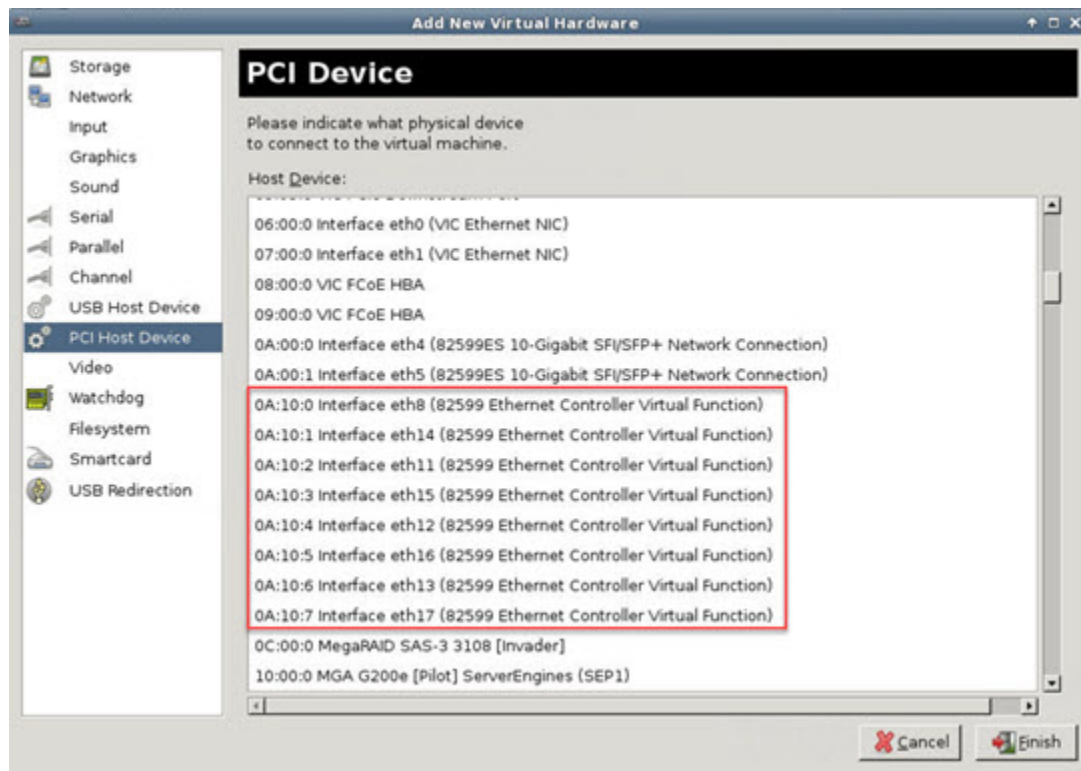 Add New Virtual Hardware
Storage
Network
Input
Graphics
Sound
Serial
Parallel
Channel
USB Host Device
PCI Host Device
Video
Watchdog
Filesystem
Smartcard
USB Redirection
PCI Device
Please indicate what physical device
to connect to the virtual machine.
Host Device:
06:00:0 Interface eth0 (VIC Ethernet NIC)
07:00:0 Interface eth1 (VIC Ethernet NIC)
08:00:0 VIC FCoE HBA
09:00:0 VIC FCoE HBA
0A:00:0 Interface eth4 (82599ES 10-Gigabit SFI/SFP+ Network Connection)
0A:00:1 Interface eth5 (82599ES 10-Gigabit SFI/SFP+ Network Connection)
0A:10:0 Interface eth8 (82599 Ethernet Controller Virtual Function)
0A:10:1 Interface eth14 (82599 Ethernet Controller Virtual Function)
0A:10:2 Interface eth11 (82599 Ethernet Controller Virtual Function)
0A:10:3 Interface eth15 (82599 Ethernet Controller Virtual Function)
0A:10:4 Interface eth12 (82599 Ethernet Controller Virtual Function)
0A:10:5 Interface eth16 (82599 Ethernet Controller Virtual Function)
0A:10:6 Interface eth13 (82599 Ethernet Controller Virtual Function)
0A:10:7 Interface eth17 (82599 Ethernet Controller Virtual Function)
0C:00:0 MegaRAID SAS-3 3108 [Invader]
10:00:0 MGA G200e [Pilot] ServerEngines (SEP1)
Cancel
Finish